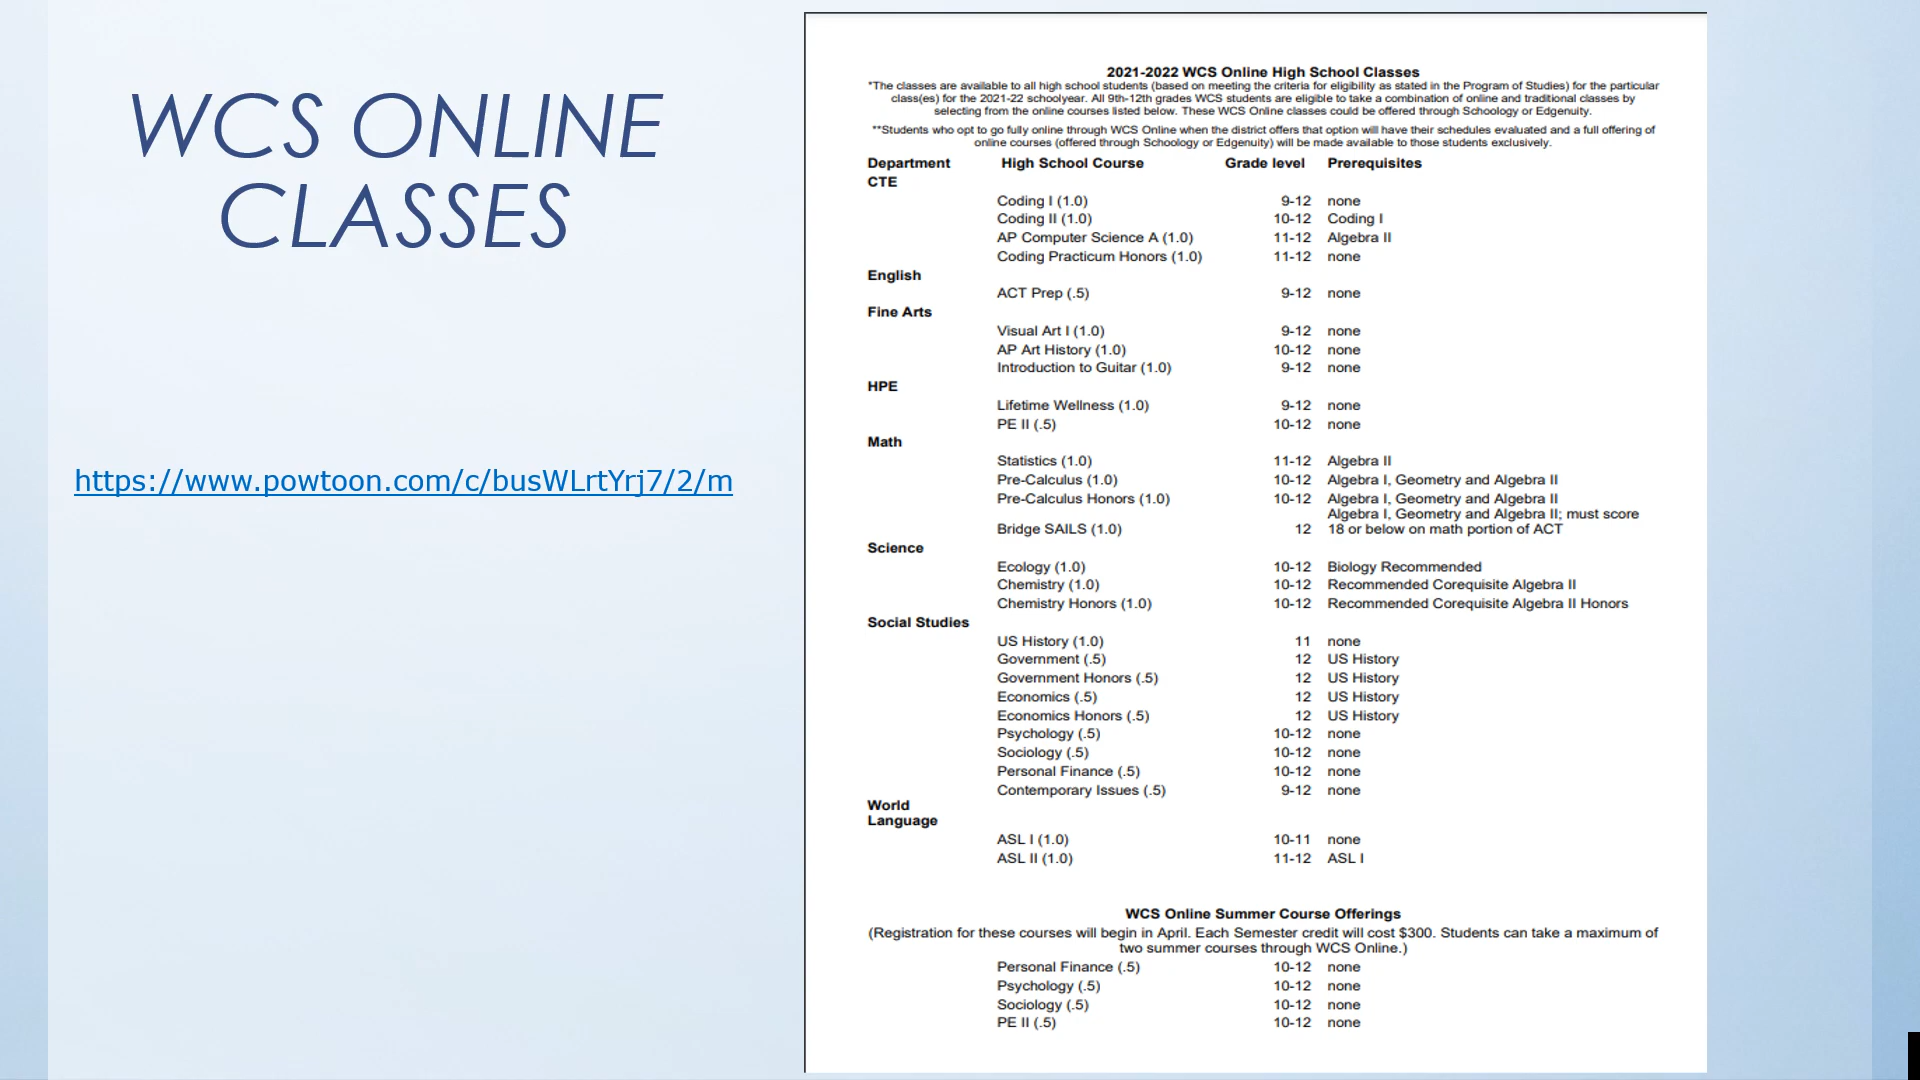 WCS ONLINE
CLASSES
https://www.powtoon.com/c/busWLrtYrj7/2/m
2021-2022 WCS Online High School Classes
*The classes are available to all high school students (based on meeting the criteria for eligibility as stated in the Program of Studies) for the particular
class(es) for the 2021-22 schoolyear. All 9th-12th grades WCS students are eligible to take a combination of online and traditional classes by
selecting from the online courses listed below. These WCS Online classes could be offered through Schoology or Edgenuity.
**Students who opt to go fully online through WCS Online when the district offers that option will have their schedules evaluated and a full offering of
online courses (offered through Schoology or Edgenuity) will be made available to those students exclusively.
Department High School Course Grade level Prerequisites
CTE
Coding I (1.0) 9-12 none
Coding II (1.0) 10-12 Coding I
AP Computer Science A (1.0) 11-12 Algebra II
Coding Practicum Honors (1.0) 11-12 none
English
ACT Prep (.5) 9-12 none
Fine Arts
Visual Art I (1.0) 9-12 none
AP Art History (1.0) 10-12 none
Introduction to Guitar (1.0) 9-12 none
HPE
Lifetime Wellness (1.0) 9-12 none
PE II (.5) 10-12 none
Math
Statistics (1.0) 11-12 Algebra II
Pre-Calculus (1.0) 10-12 Algebra I, Geometry and Algebra II
Pre-Calculus Honors (1.0) 10-12 Algebra I, Geometry and Algebra II
Algebra I, Geometry and Algebra II; must score
Bridge SAILS (1.0) 12 18 or below on math portion of ACT
Science
Ecology (1.0) 10-12 Biology Recommended
Chemistry (1.0) 10-12 Recommended Corequisite Algebra II
Chemistry Honors (1.0) 10-12 Recommended Corequisite Algebra II Honors
Social Studies
US History (1.0) 11 none
Government (.5) 12 US History
Government Honors (.5) 12 US History
Economics (.5) 12 US History
Economics Honors (.5) 12 US History
Psychology (.5) 10-12 none
Sociology (.5) 10-12 none
Personal Finance (.5) 10-12 none
Contemporary Issues (.5) 9-12 none
World
Language
ASL I (1.0) 10-11 none
ASL II (1.0) 11-12 ASL I
WCS Online Summer Course Offerings
(Registration for these courses will begin in April. Each Semester credit will cost $300. Students can take a maximum of
two summer courses through WCS Online.)
Personal Finance (.5) 10-12 none
Psychology (.5) 10-12 none
Sociology (.5) 10-12 none
PE II (.5) 10-12 none